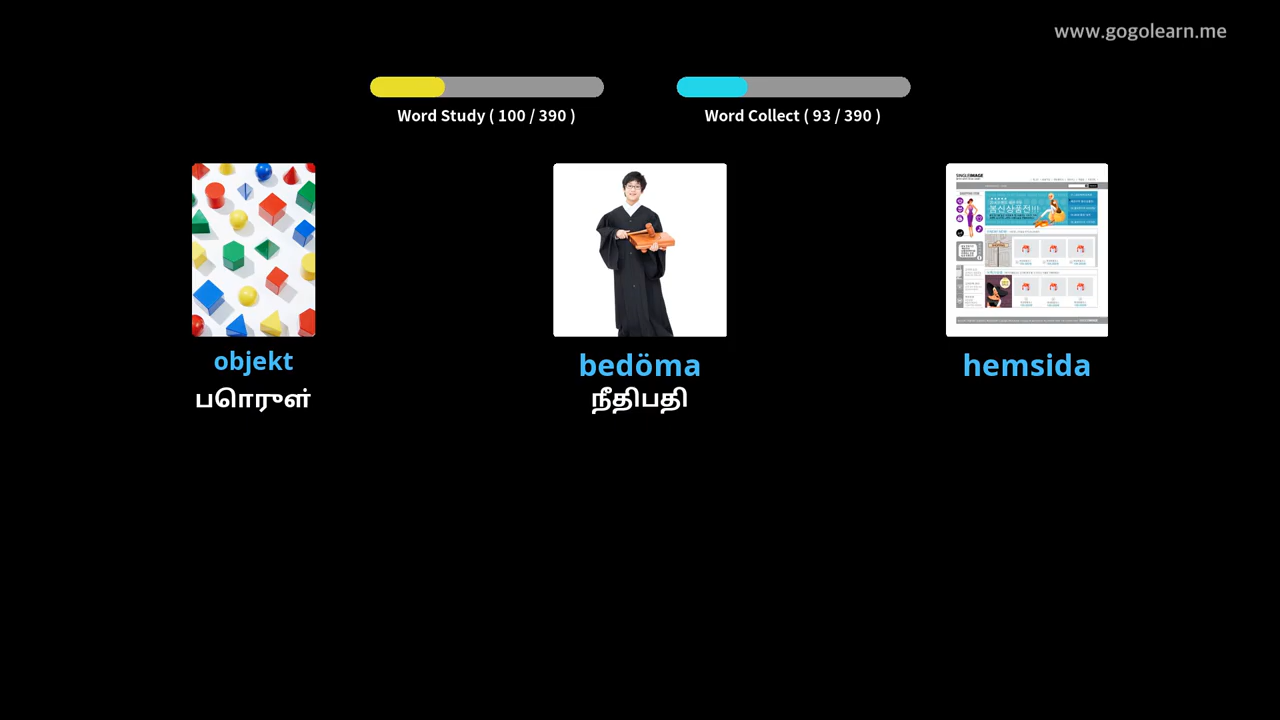 www.gogolearn.me
Word Study ( 100 / 390 )
Word Collect ( 93 / 390 )
objekt
bedöma
hemsida
பொருள்
நீதிபதி